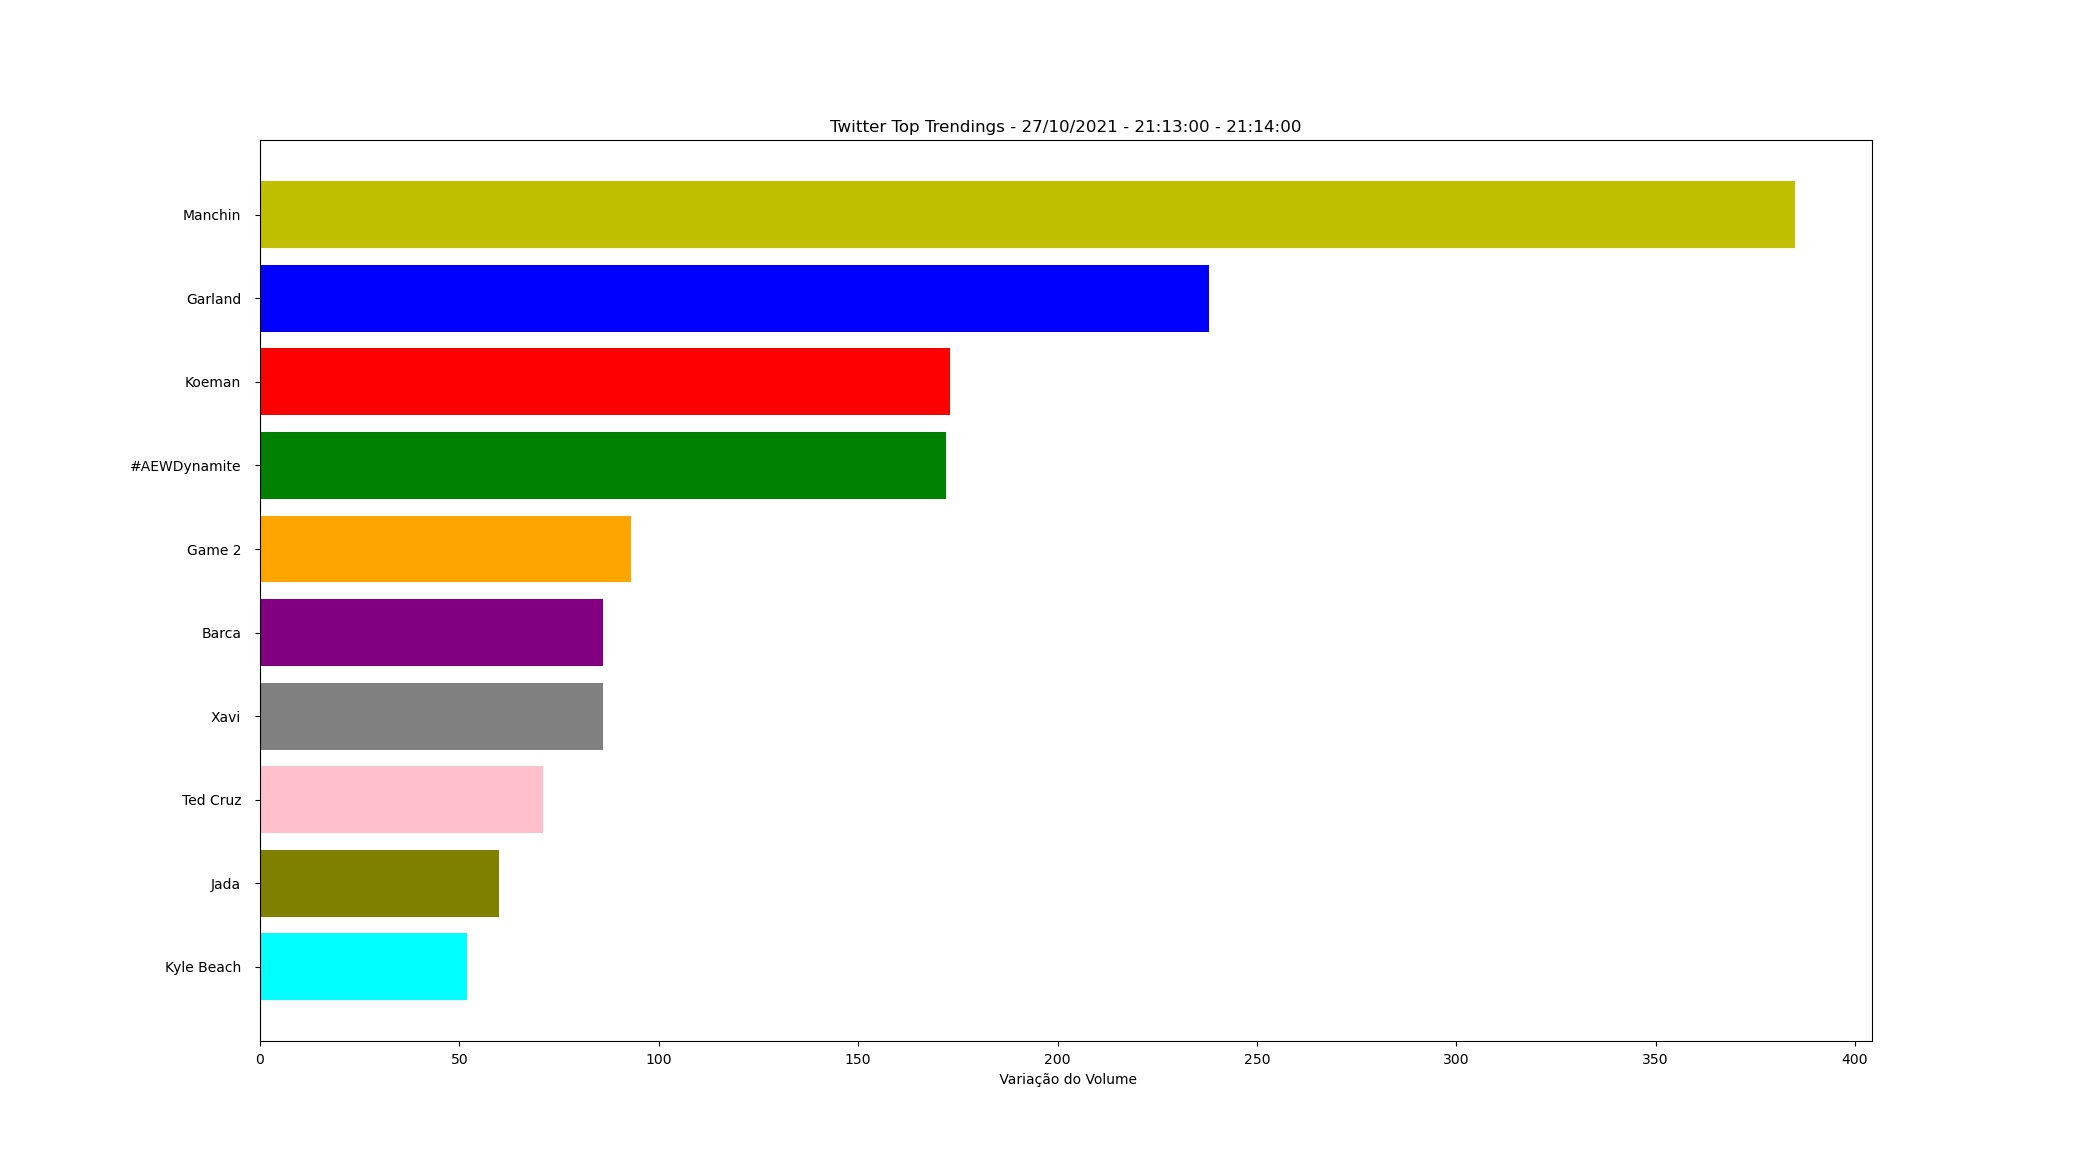 Twitter Top Trendings - 27/10/2021 - 21:13:00 - 21:14:00
Manchin
Garland
Koeman
#AEWDynamite
Game 2
Barca
Xavi
Ted Cruz
Jada
Kyle Beach
0 50 100 150 200 250 300 350 400
Variação do Volume